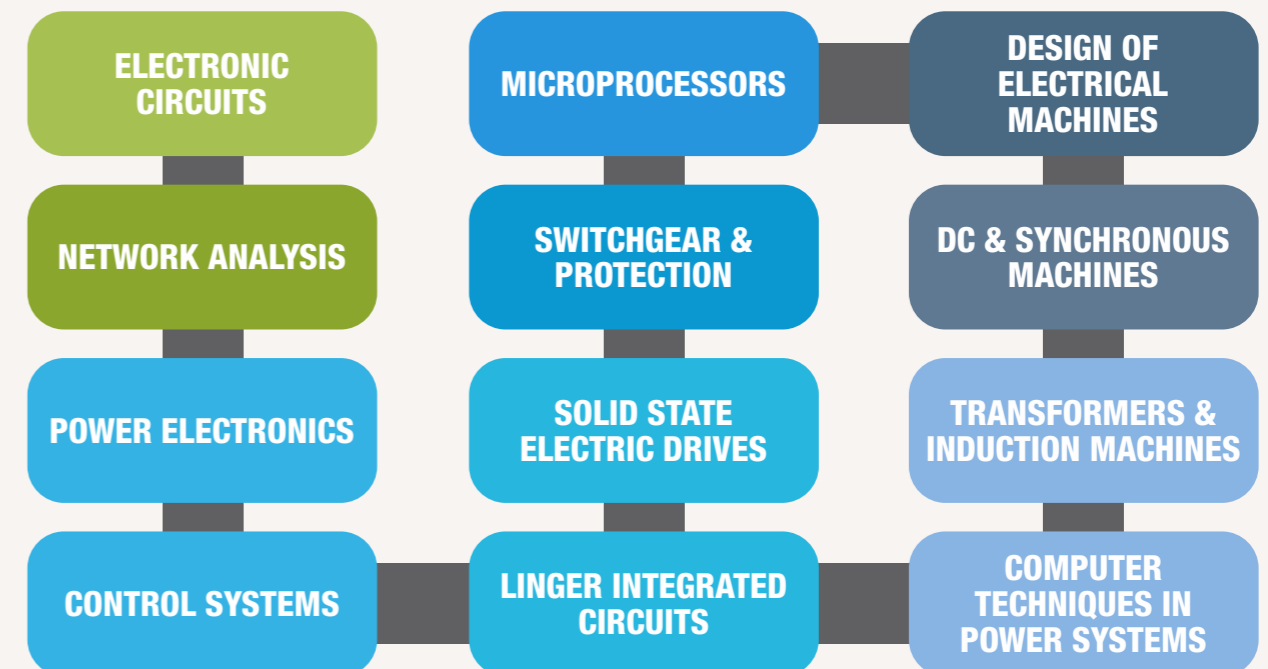 ELECTRONIC
CIRCUITS
NETWORK ANALYSIS
POWER ELECTRONICS
CONTROL SYSTEMS
MICROPROCESSORS
SWITCHGEAR &
PROTECTION
SOLID STATE
ELECTRIC DRIVES
LINGER INTEGRATED
CIRCUITS
DESIGN OF
ELECTRICAL
MACHINES
DC & SYNCHRONOUS
MACHINES
TRANSFORMERS &
INDUCTION MACHINES
COMPUTER
TECHNIQUES IN
POWER SYSTEMS